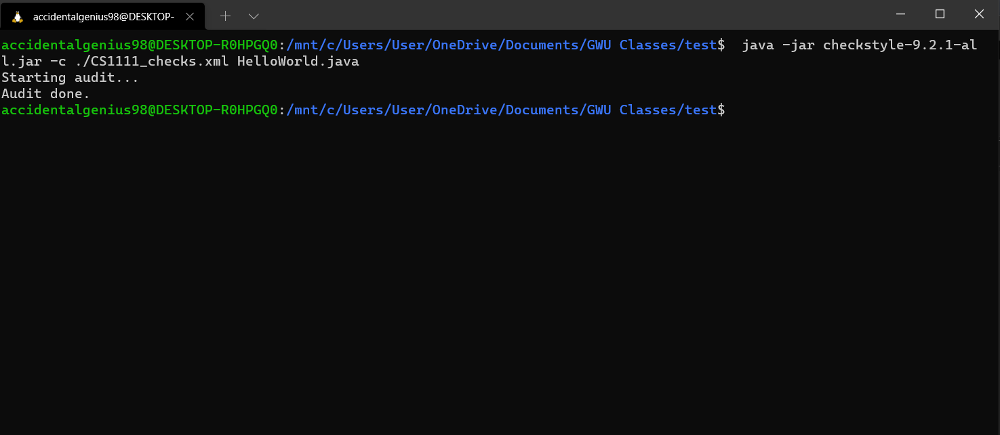 accidentalgenius98@DESKTOP-
accidentalgenius98@DESKTOP-R0HPGQ0:/mnt/c/Users/User/OneDrive/Documents/GWU Classes/test$  java -jar checkstyle-9.2.1-al
l.jar -c ./CS1111_checks.xml HelloWorld.java
Starting audit...
Audit done.
accidentalgenius98@DESKTOP-R0HPGQ0:/mnt/c/Users/User/OneDrive/Documents/GWU Classes/test$